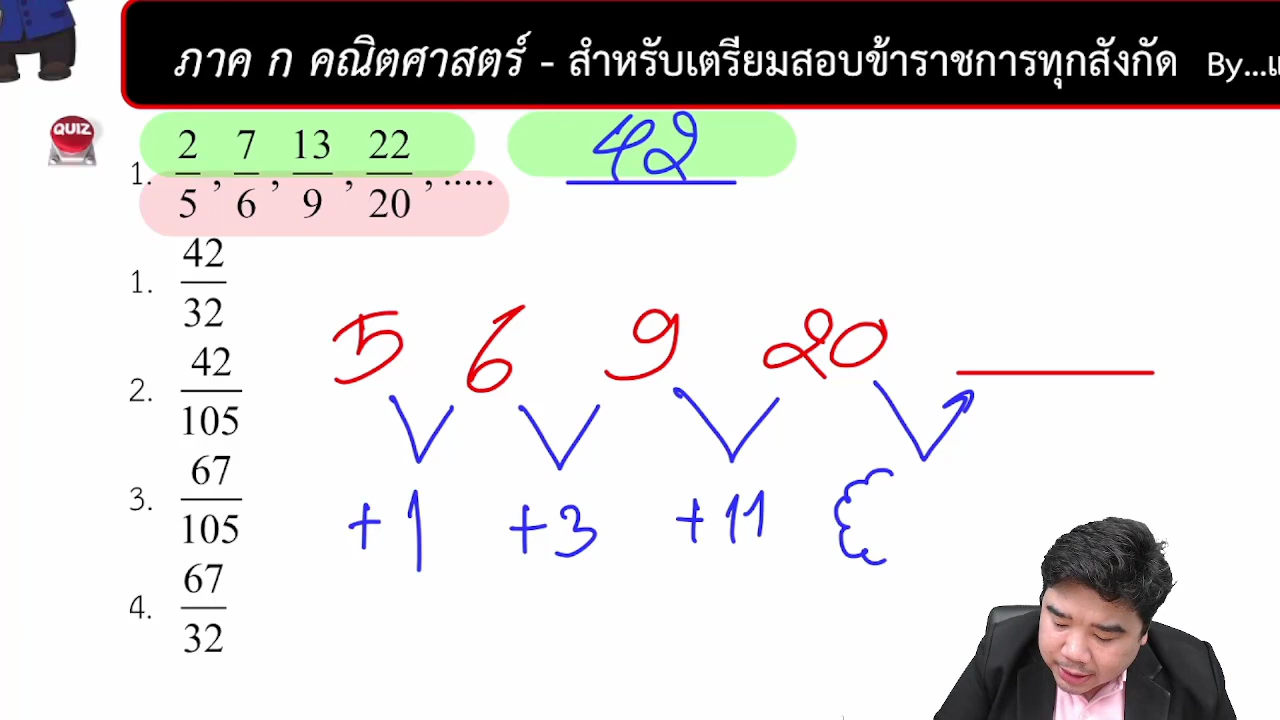 ภาค ก คณิตศาสตร์ - สำหรับเตรียมสอบข้าราชการทุกสังกัด By...
QUIZ
1. 2/5 , 7/6 , 13/9 , 22/20 , ..... 42
1. 42/32
2. 42/105
3. 67/105
4. 67/32
5 6 9 20
+1 +3 +11